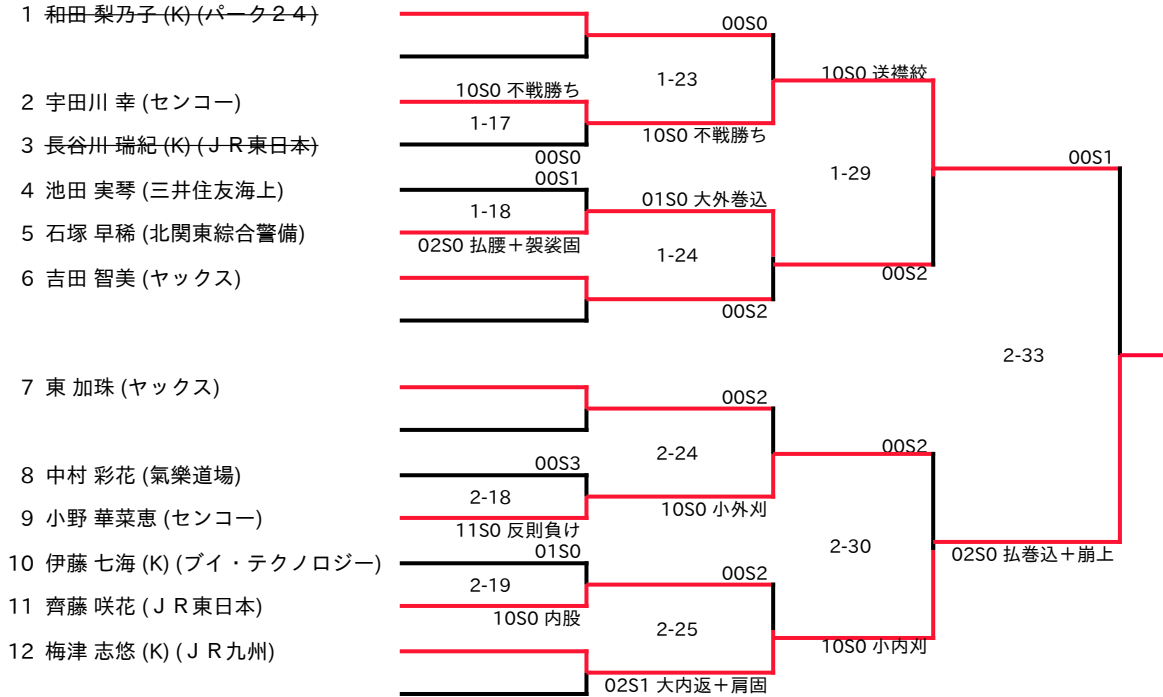 1 和田 梨乃子 (K) (パーク２４)
00S0
1-23
10S0 送襟絞
2 宇田川 幸 (センコー)
10S0 不戦勝ち
1-17
10S0 不戦勝ち
3 長谷川 瑞紀 (K) (ＪＲ東日本)
00S0
00S1
1-29
00S1
4 池田 実琴 (三井住友海上)
1-18
01S0 大外巻込
5 石塚 早稀 (北関東綜合警備)
02S0 払腰＋袈裟固
1-24
00S2
6 吉田 智美 (ヤックス)
00S2
2-33
7 東 加珠 (ヤックス)
00S2
2-24
00S2
8 中村 彩花 (氣樂道場)
00S3
2-18
10S0 小外刈
9 小野 華菜恵 (センコー)
11S0 反則負け
01S0
2-30
02S0 払巻込＋崩上
10 伊藤 七海 (K) (ブイ・テクノロジー)
2-19
00S2
11 齊藤 咲花 (ＪＲ東日本)
10S0 内股
2-25
10S0 小内刈
12 梅津 志悠 (K) (ＪＲ九州)
02S1 大内返＋肩固